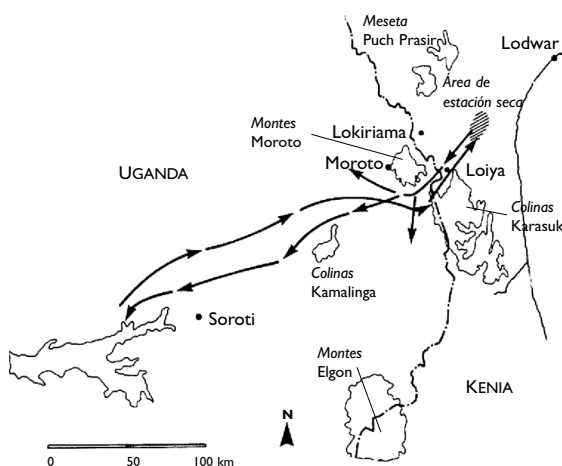 Meseta
Puch Prasir
Lodwar
Área de
estación seca
Montes
Moroto
Lokiriama
UGANDA
Moroto
Loiya
Colinas
Karasuk
Colinas
Kamalinga
Soroti
Montes
Elgon
KENIA
N
0 50 100 km